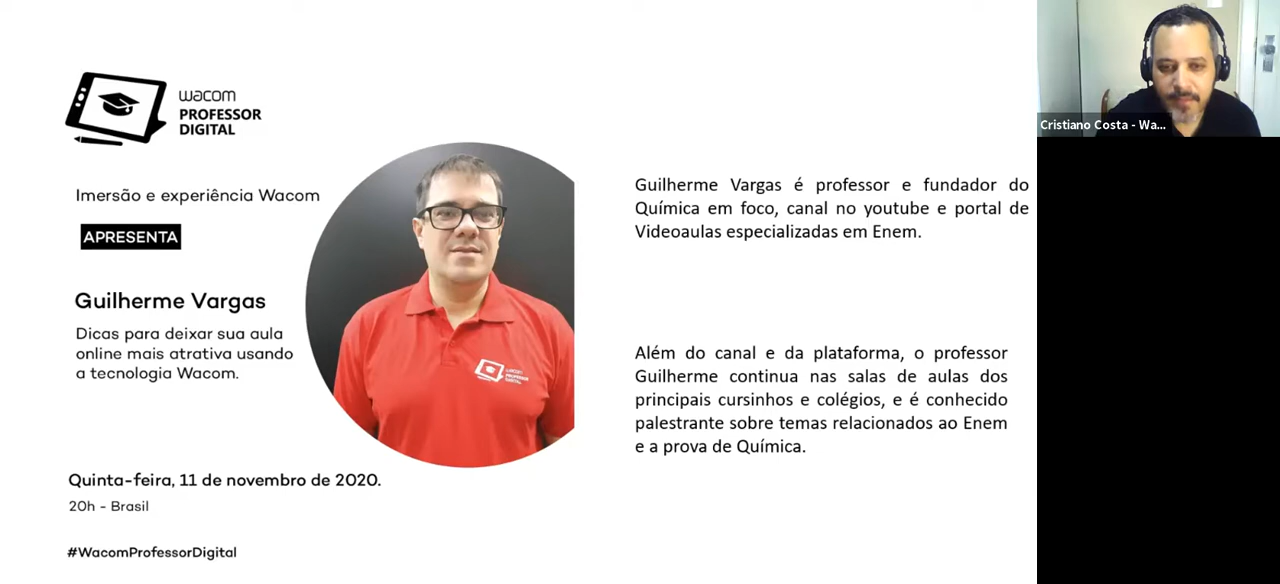 wacom
PROFESSOR
DIGITAL
Imersão e experiência Wacom
APRESENTA
Guilherme Vargas
Dicas para deixar sua aula
online mais atrativa usando
a tecnologia Wacom.
Quinta-feira, 11 de novembro de 2020.
20h - Brasil
#WacomProfessorDigital
wacom
PROFESSOR
DIGITAL
Guilherme Vargas é professor e fundador do
Química em foco, canal no youtube e portal de
Videoaulas especializadas em Enem.
Além do canal e da plataforma, o professor
Guilherme continua nas salas de aulas dos
principais cursinhos e colégios, e é conhecido
palestrante sobre temas relacionados ao Enem
e a prova de Química.
Cristiano Costa - Wa...